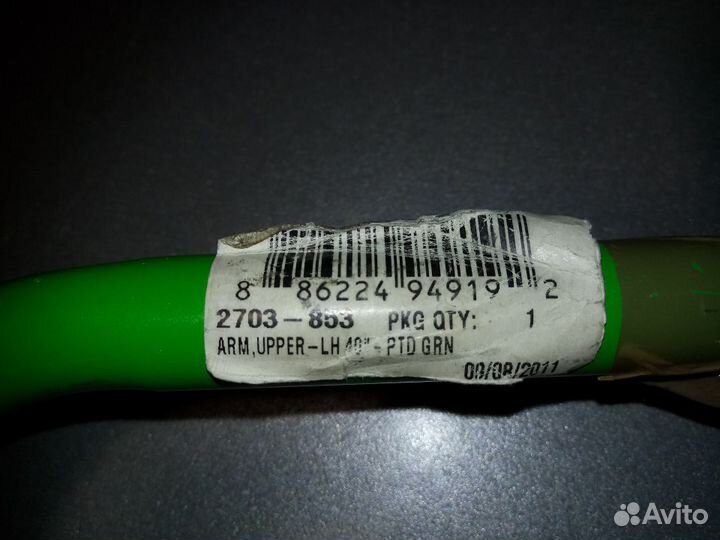 8 86224 94919 2
2703-853 PKG QTY: 1
ARM,UPPER-LH 40"- PTD GRN
09/08/2011
Avito